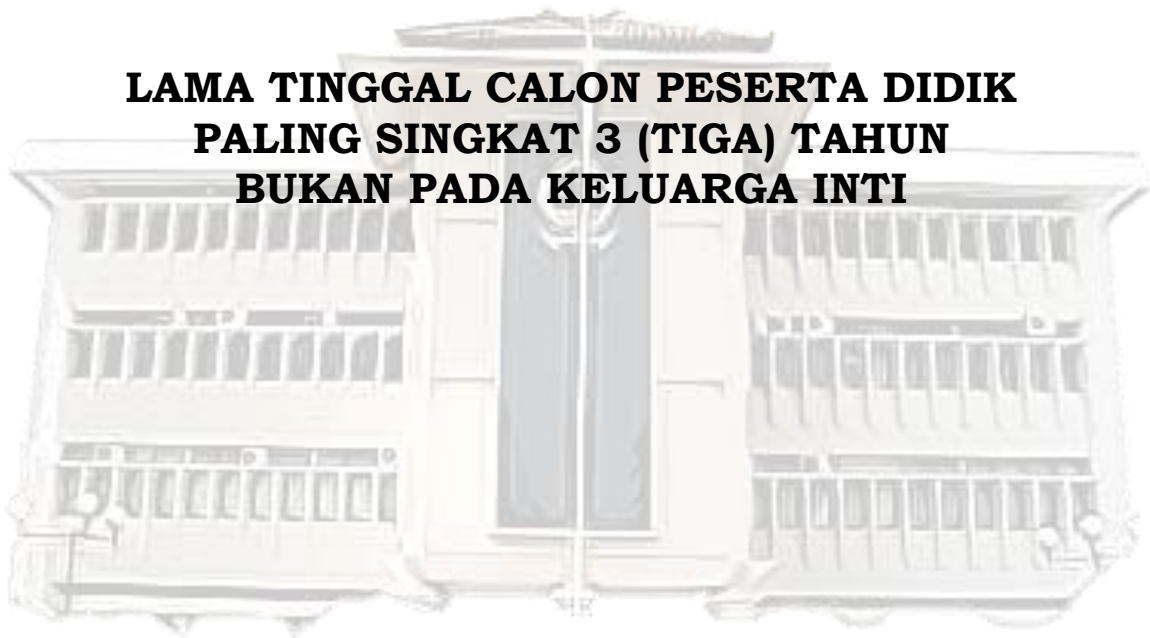 LAMA TINGGAL CALON PESERTA DIDIK
PALING SINGKAT 3 (TIGA) TAHUN
BUKAN PADA KELUARGA INTI